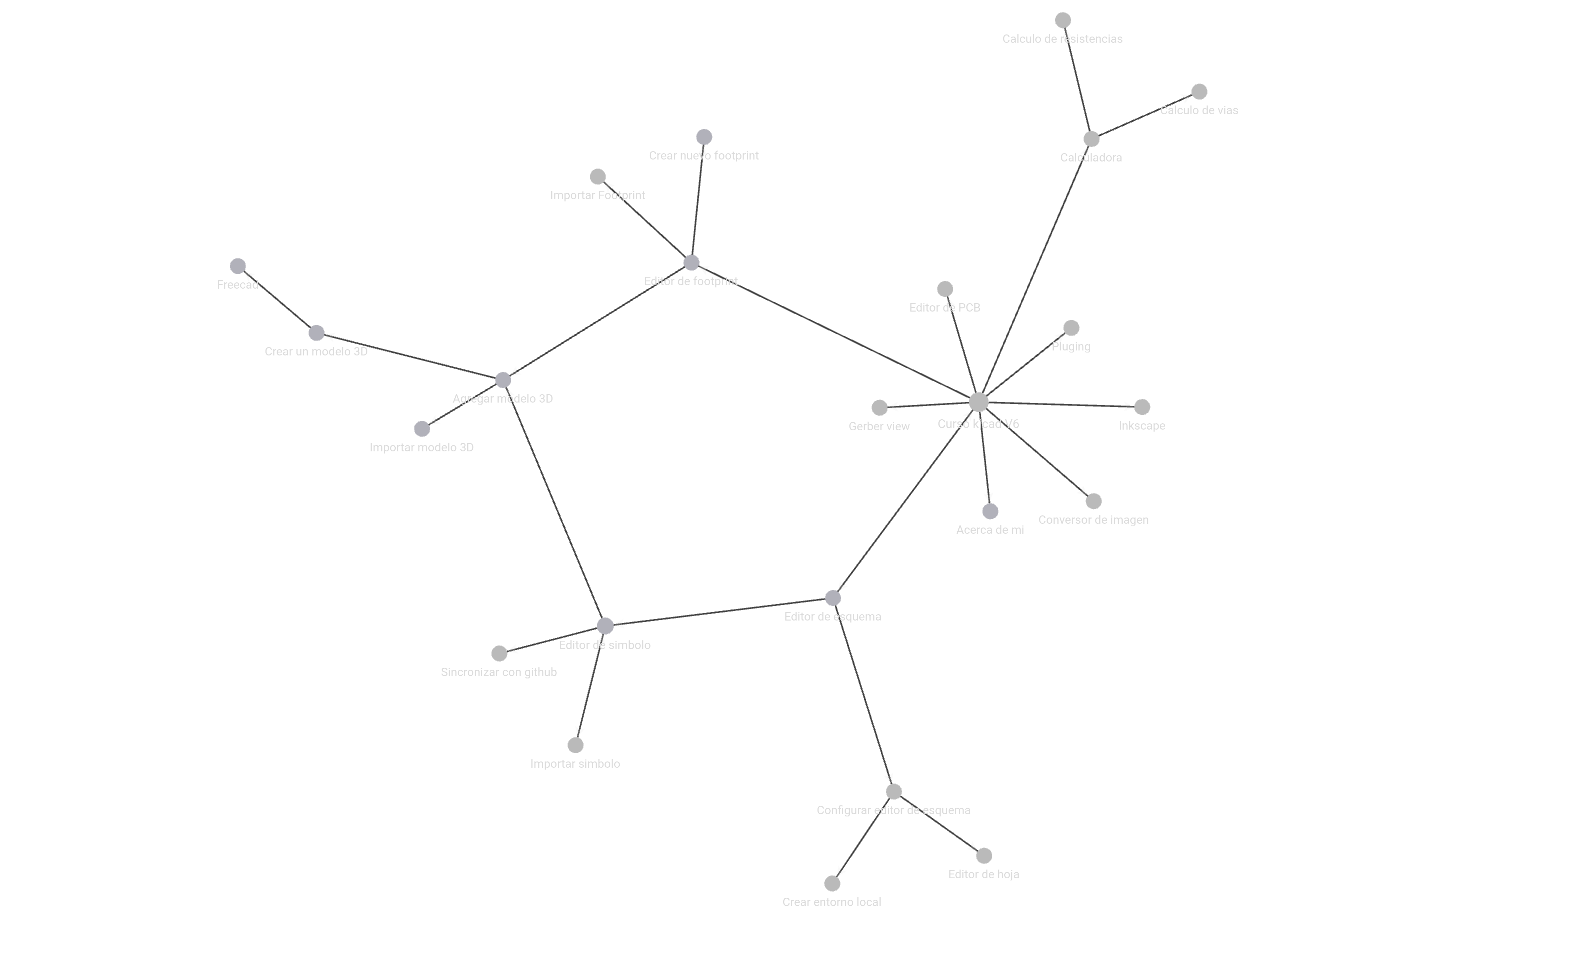 Calculo de resistencias
Calculo de vias
Crear nuevo footprint
Calculadora
Importar Footprint
Editor de footprint
Freecad
Editor de PCB
Pluging
Crear un modelo 3D
Agregar modelo 3D
Gerber view
Curso kicad V6
Inkscape
Importar modelo 3D
Conversor de imagen
Acerca de mi
Editor de esquema
Editor de simbolo
Sincronizar con github
Importar simbolo
Configurar editor de esquema
Editor de hoja
Crear entorno local